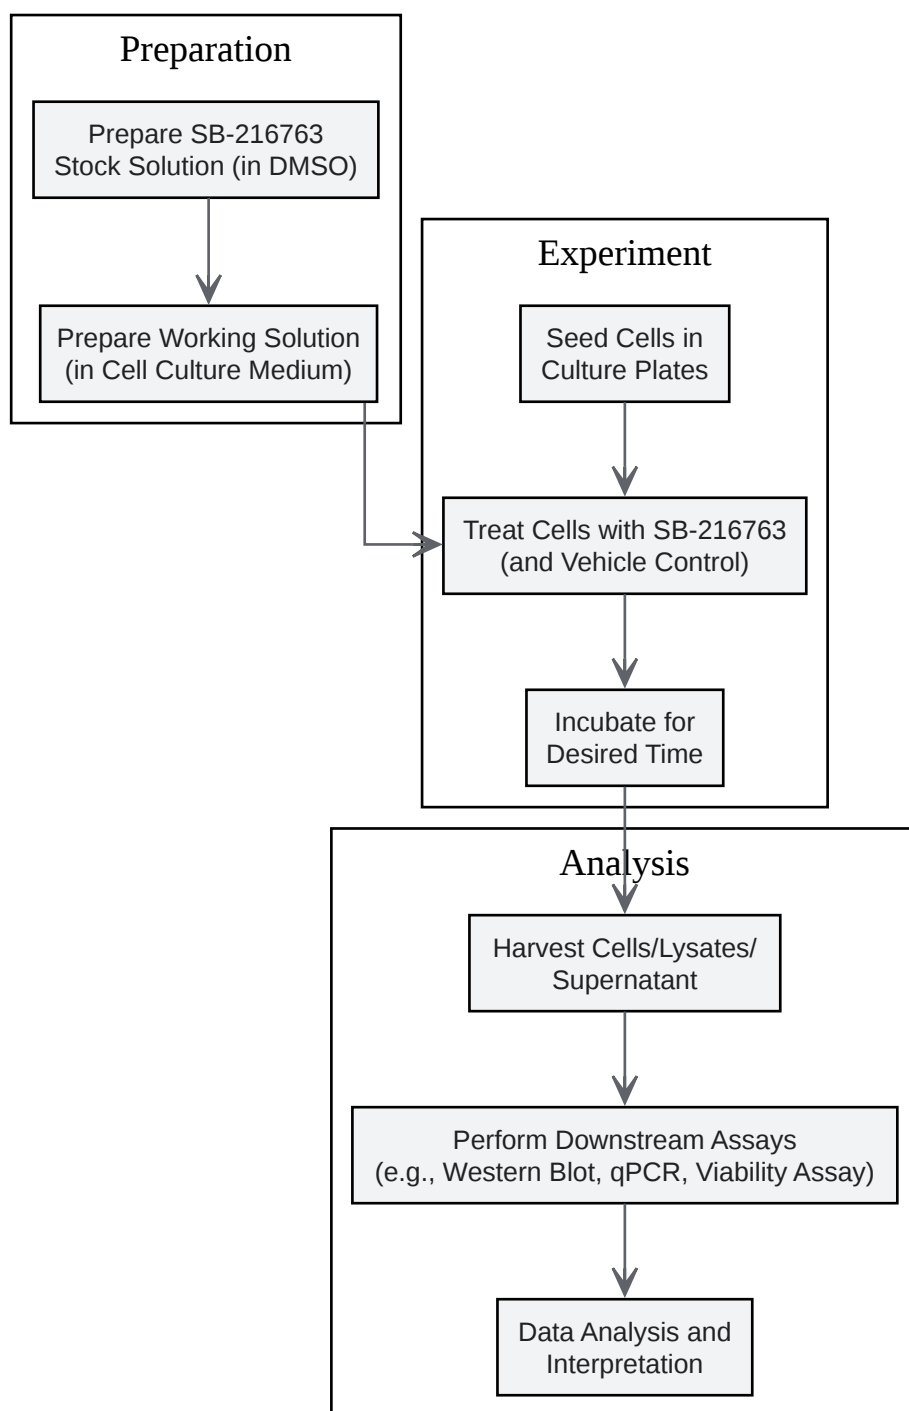 Preparation
Prepare SB-216763
Stock Solution (in DMSO)
Prepare Working Solution
(in Cell Culture Medium)
Experiment
Seed Cells in
Culture Plates
Treat Cells with SB-216763
(and Vehicle Control)
Incubate for
Desired Time
Analysis
Harvest Cells/Lysates/
Supernatant
Perform Downstream Assays
(e.g., Western Blot, qPCR, Viability Assay)
Data Analysis and
Interpretation